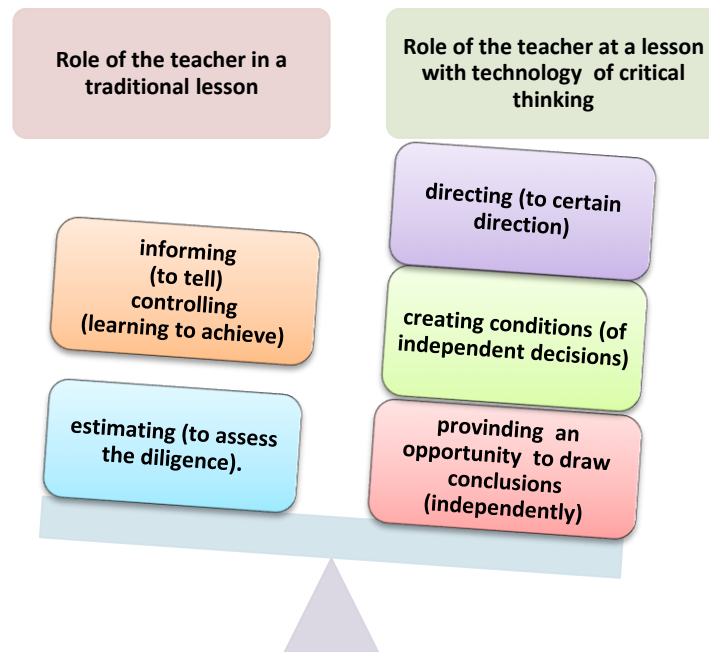 Role of the teacher in a
traditional lesson
Role of the teacher at a lesson
with technology of critical
thinking
informing
(to tell)
controlling
(learning to achieve)
estimating (to assess
the diligence).
directing (to certain
direction)
creating conditions (of
independent decisions)
provinding an
opportunity to draw
conclusions
(independently)